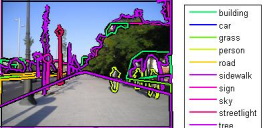 building
car
grass
person
road
sidewalk
sign
sky
streetlight
tree